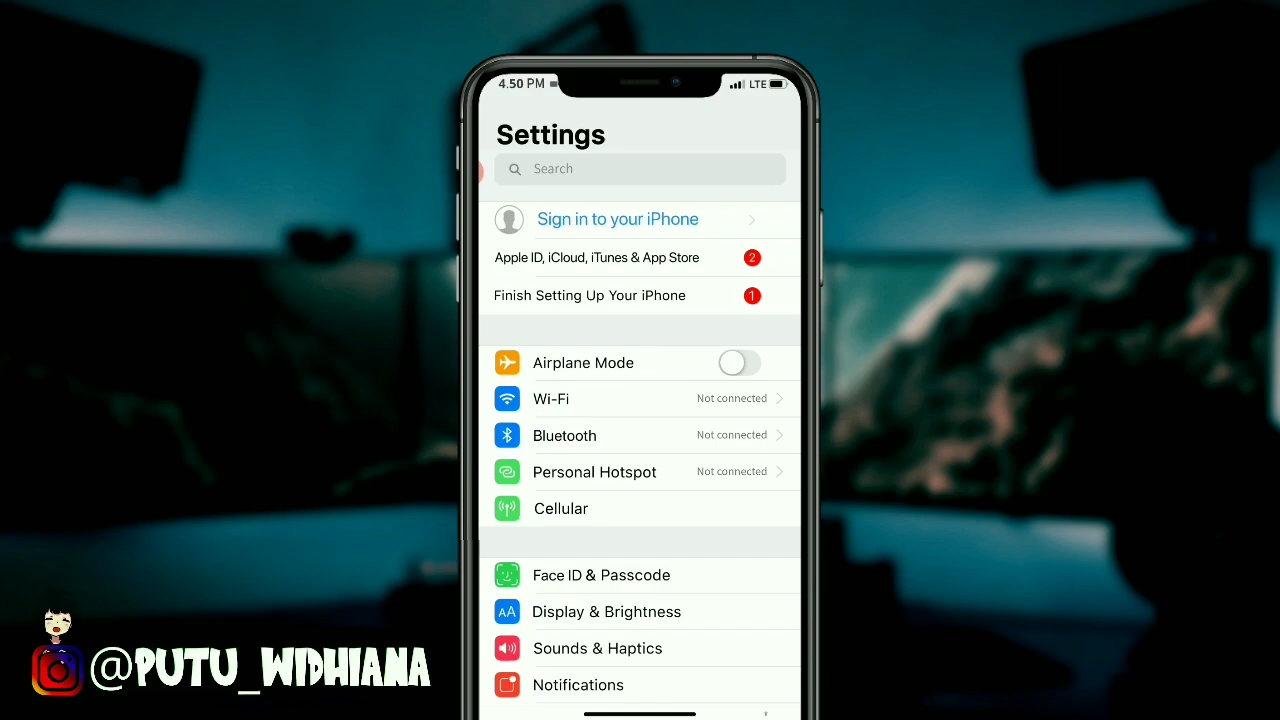 4.50 PM
LTE
Settings
Search
Sign in to your iPhone
Apple ID, iCloud, iTunes & App Store 2
Finish Setting Up Your iPhone 1
Airplane Mode
Wi-Fi Not connected
Bluetooth Not connected
Personal Hotspot Not connected
Cellular
Face ID & Passcode
AA Display & Brightness
Sounds & Haptics
Notifications
@PUTU_WIDHIANA